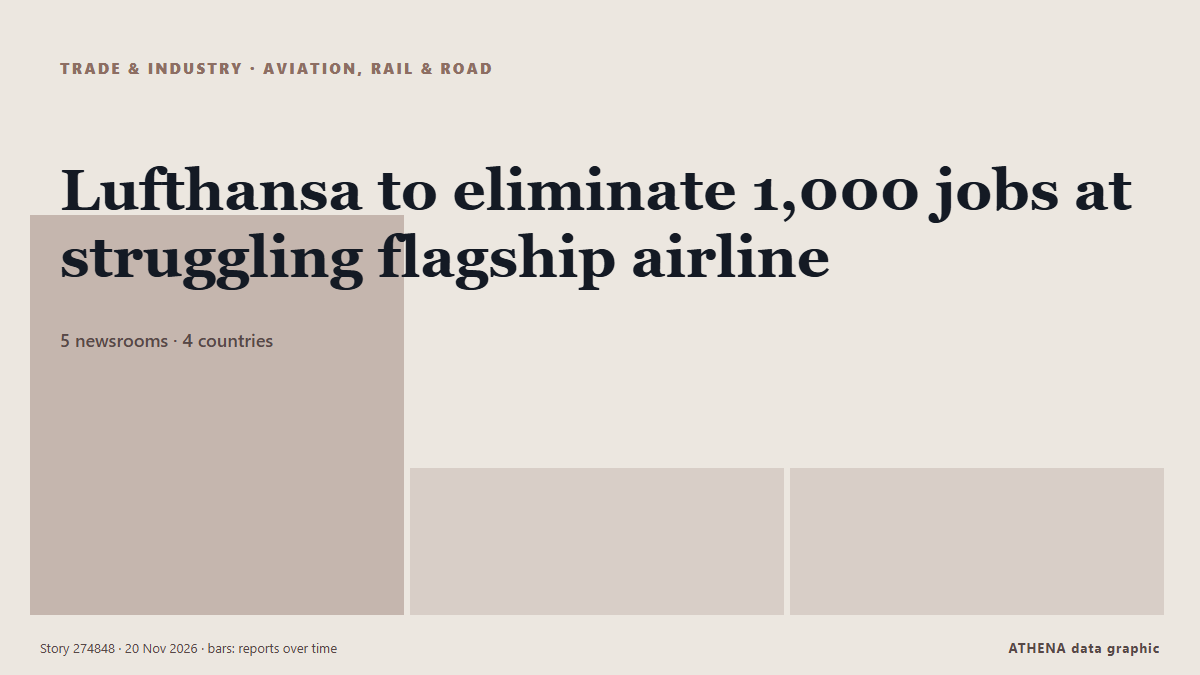 TRADE & INDUSTRY · AVIATION, RAIL & ROAD
Lufthansa to eliminate 1,000 jobs at
struggling flagship airline
5 newsrooms · 4 countries
Story 274848 · 20 Nov 2026 · bars: reports over time
ATHENA data graphic